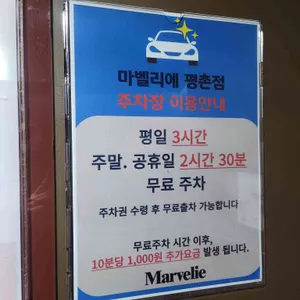 마벨리에 평촌점
주차장 이용안내
평일 3시간
주말. 공휴일 2시간 30분
무료 주차
주차권 수령 후 무료출차 가능합니다
무료주차 시간 이후,
10분당 1,000원 추가요금 발생 됩니다.
Marvelie